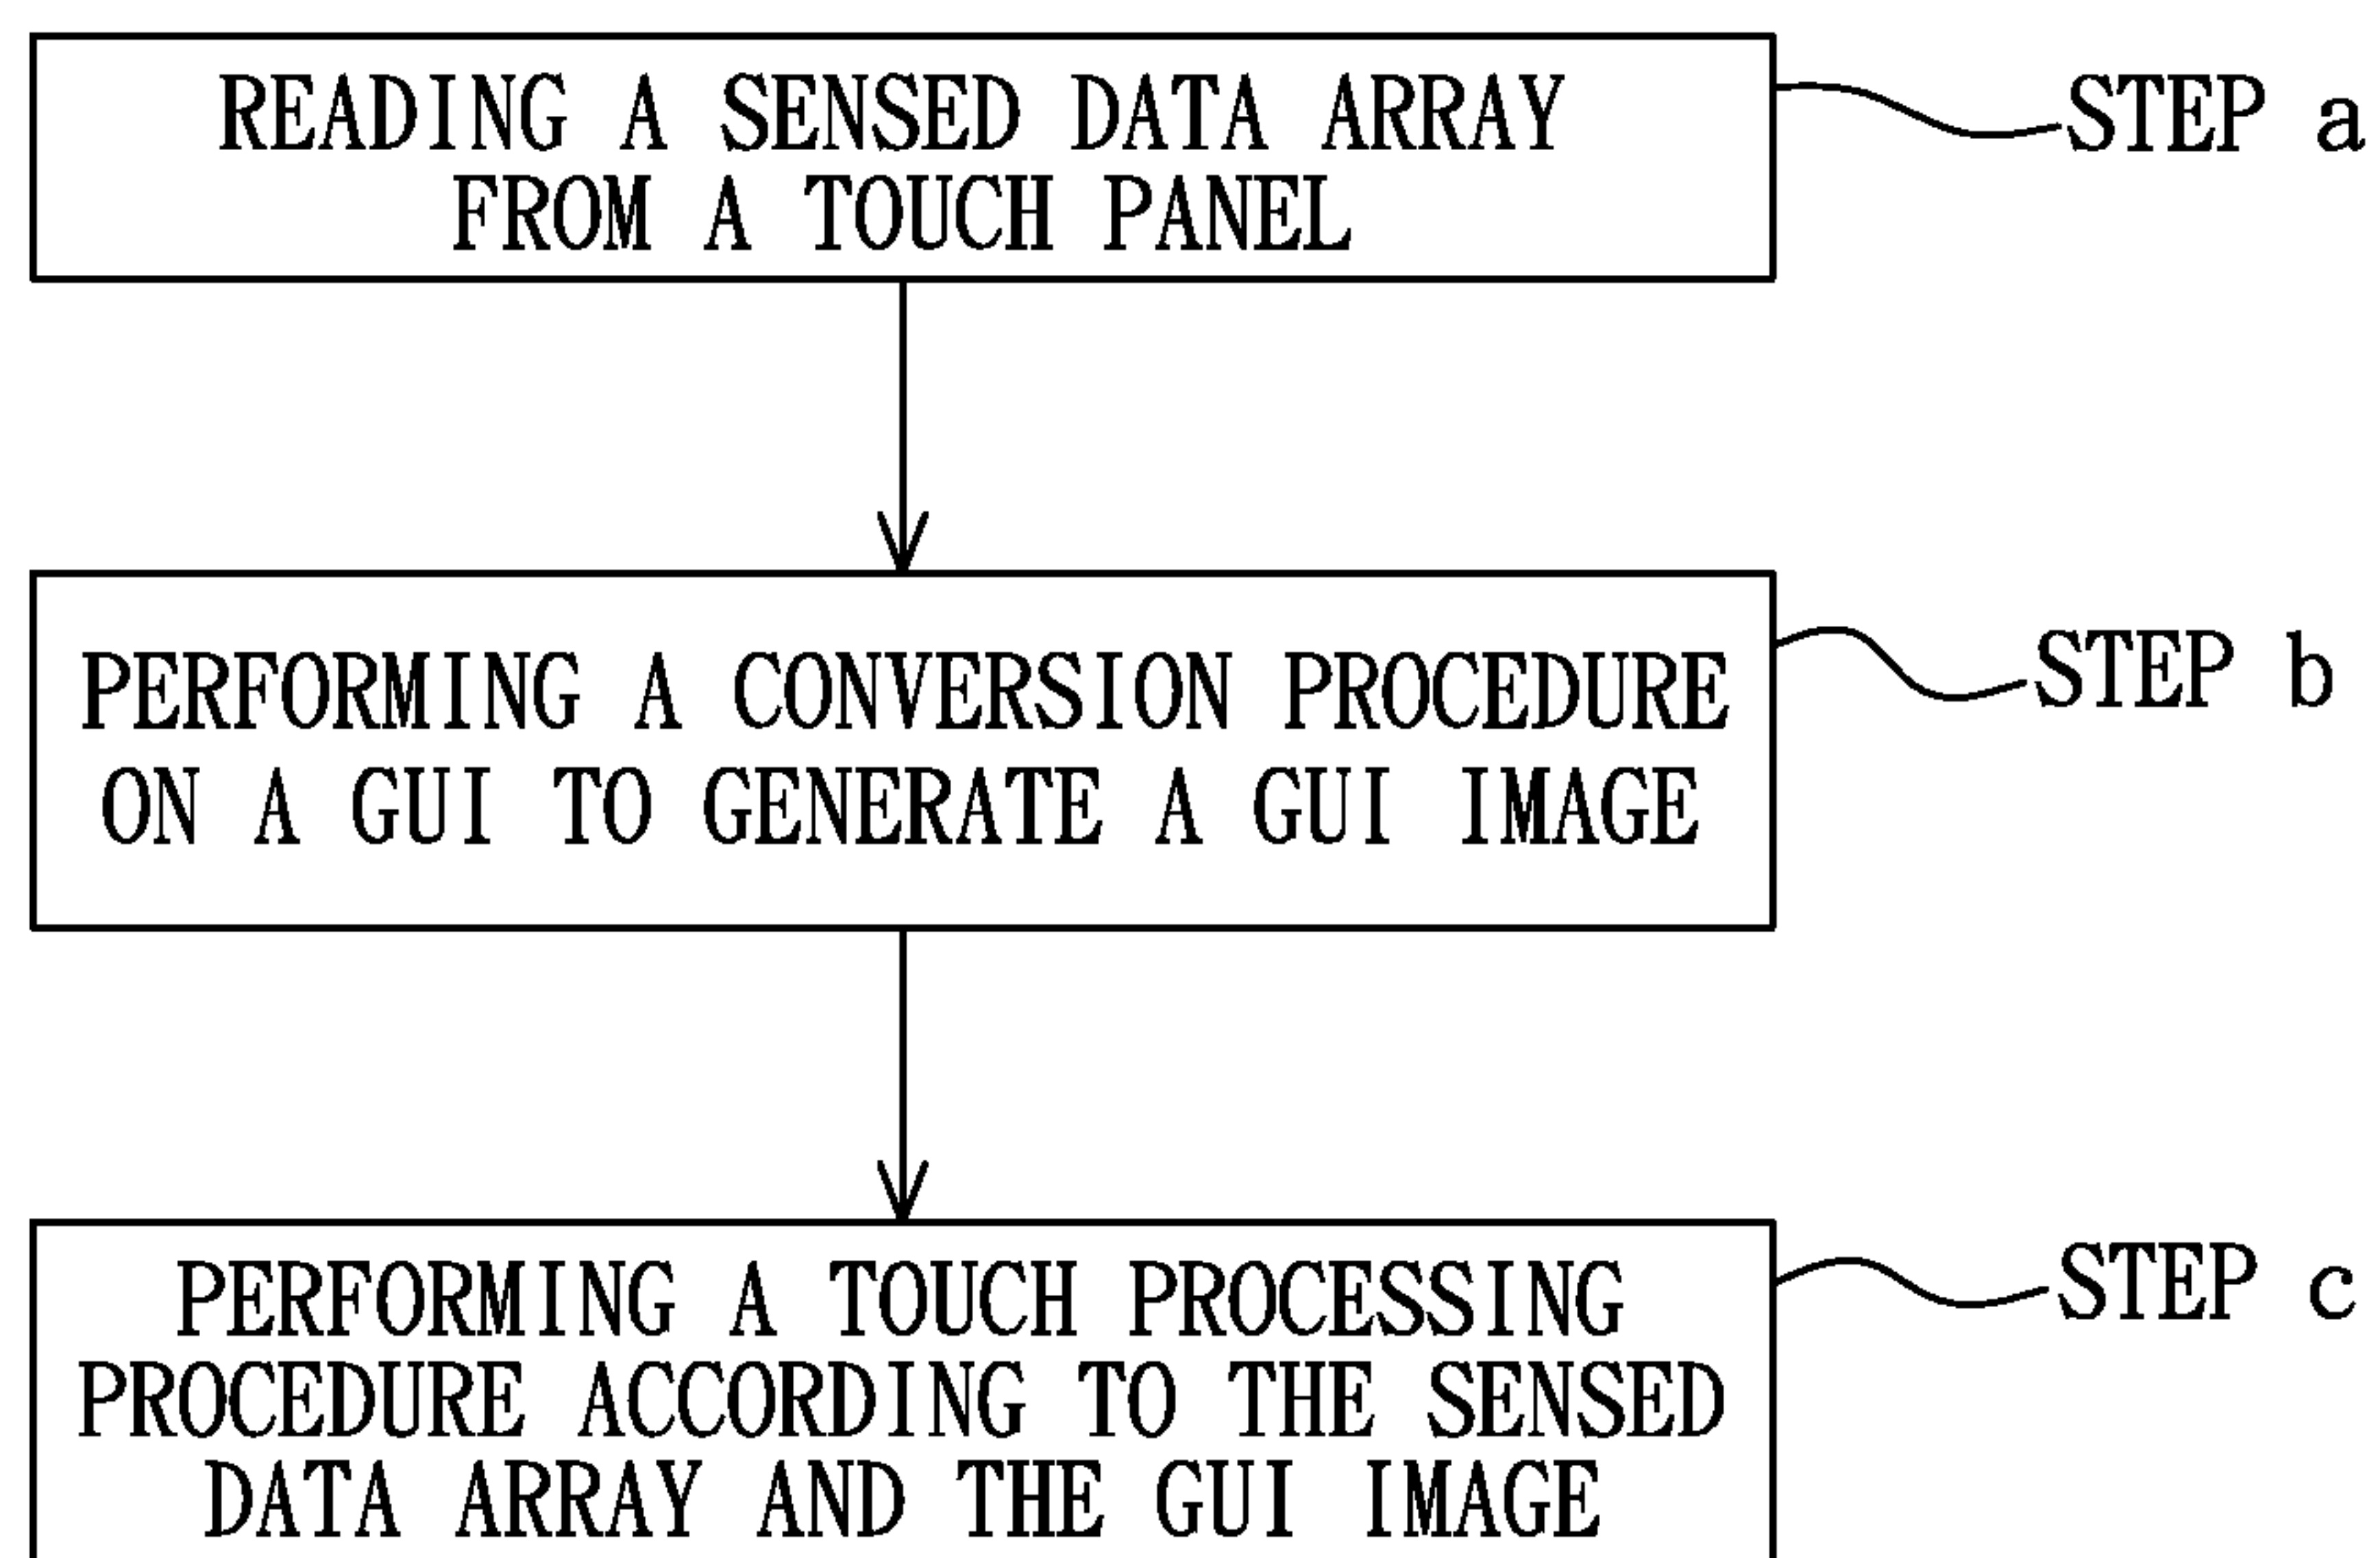 READING A SENSED DATA ARRAY
FROM A TOUCH PANEL
STEP a
PERFORMING A CONVERSION PROCEDURE
ON A GUI TO GENERATE A GUI IMAGE
STEP b
PERFORMING A TOUCH PROCESSING
PROCEDURE ACCORDING TO THE SENSED
DATA ARRAY AND THE GUI IMAGE
STEP c